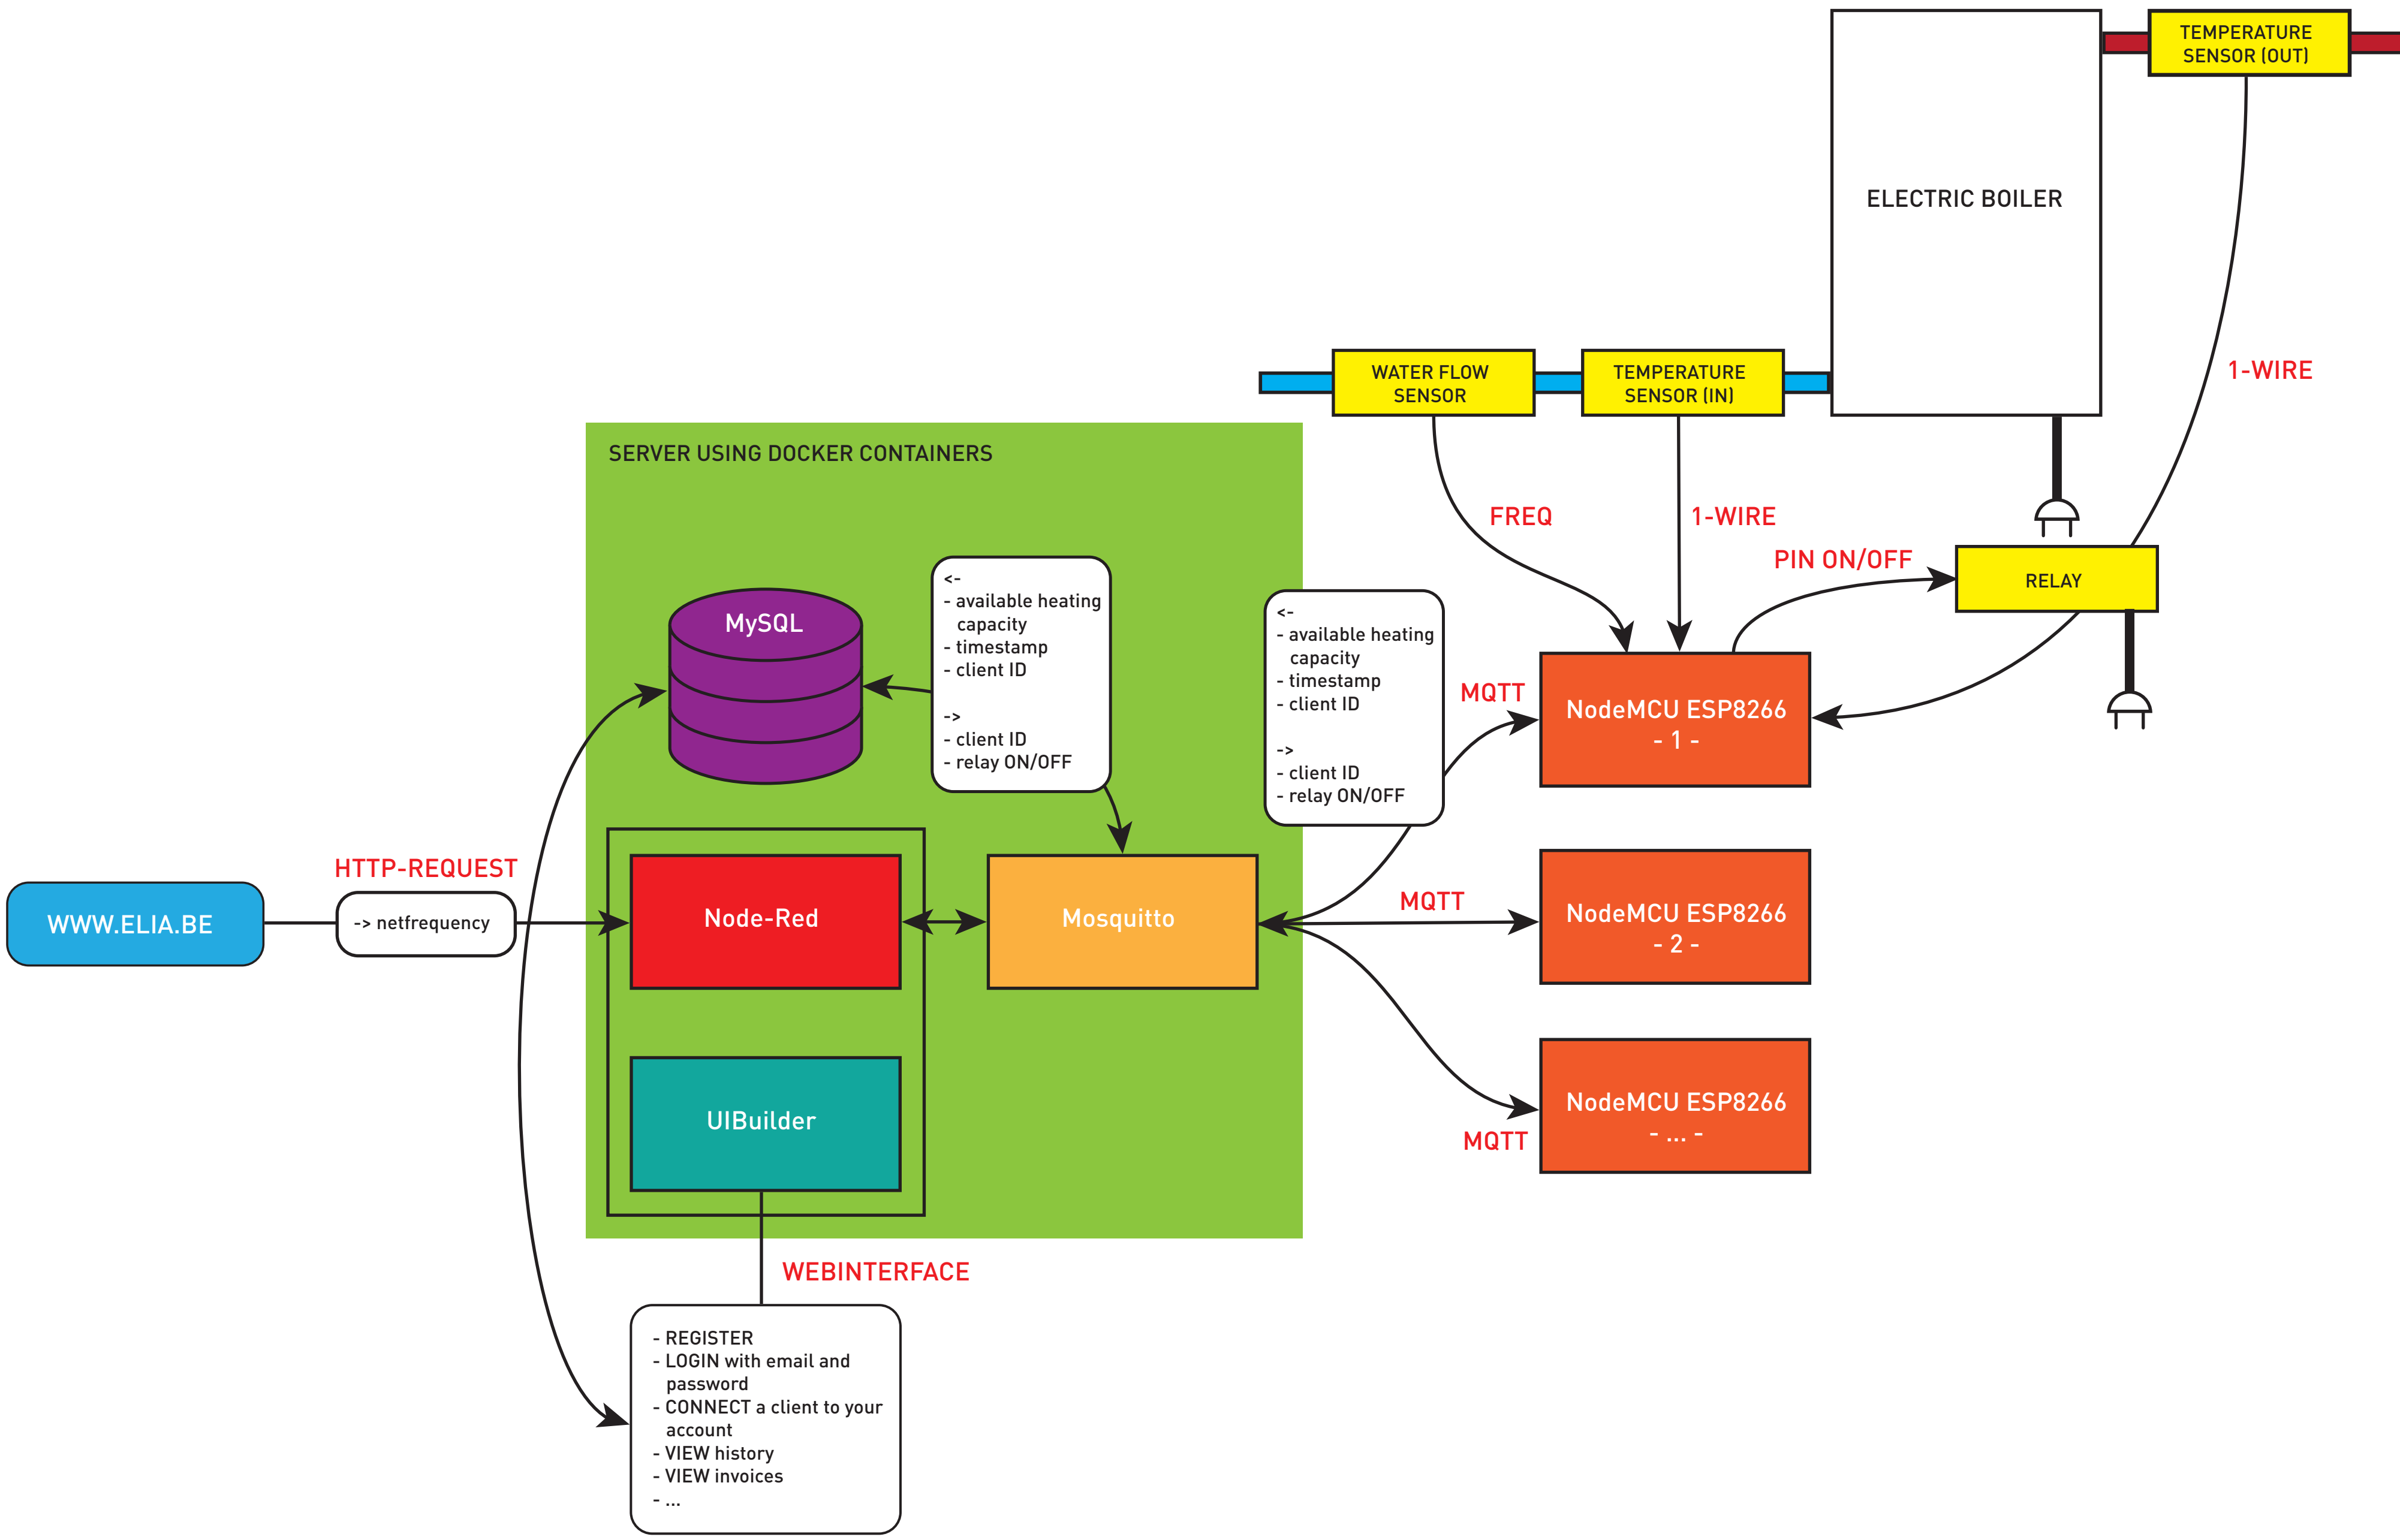 TEMPERATURE
SENSOR (OUT)
ELECTRIC BOILER
WATER FLOW
SENSOR
TEMPERATURE
SENSOR (IN)
1-WIRE
SERVER USING DOCKER CONTAINERS
FREQ
1-WIRE
PIN ON/OFF
RELAY
MySQL
<-
- available heating
capacity
- timestamp
- client ID
->
- client ID
- relay ON/OFF
<-
- available heating
capacity
- timestamp
- client ID
->
- client ID
- relay ON/OFF
MQTT
NodeMCU ESP8266
- 1 -
HTTP-REQUEST
WWW.ELIA.BE
-> netfrequency
Node-Red
Mosquitto
MQTT
NodeMCU ESP8266
- 2 -
UIBuilder
MQTT
NodeMCU ESP8266
- ... -
WEBINTERFACE
- REGISTER
- LOGIN with email and
password
- CONNECT a client to your
account
- VIEW history
- VIEW invoices
- ...